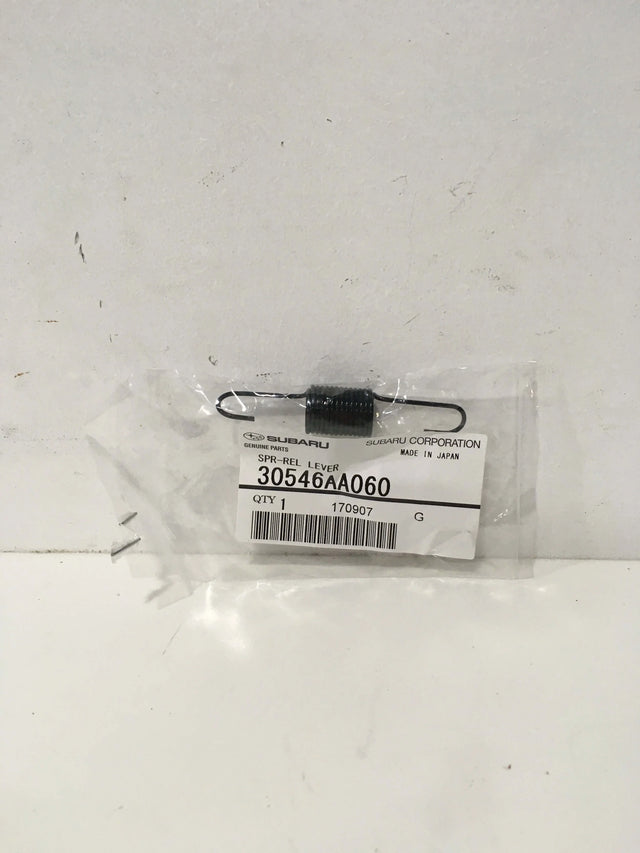 SUBARU SUBARU CORPORATION
GENUINE PARTS MADE IN JAPAN
SPR-REL LEVER
30546AA060
QTY 1 170907 G